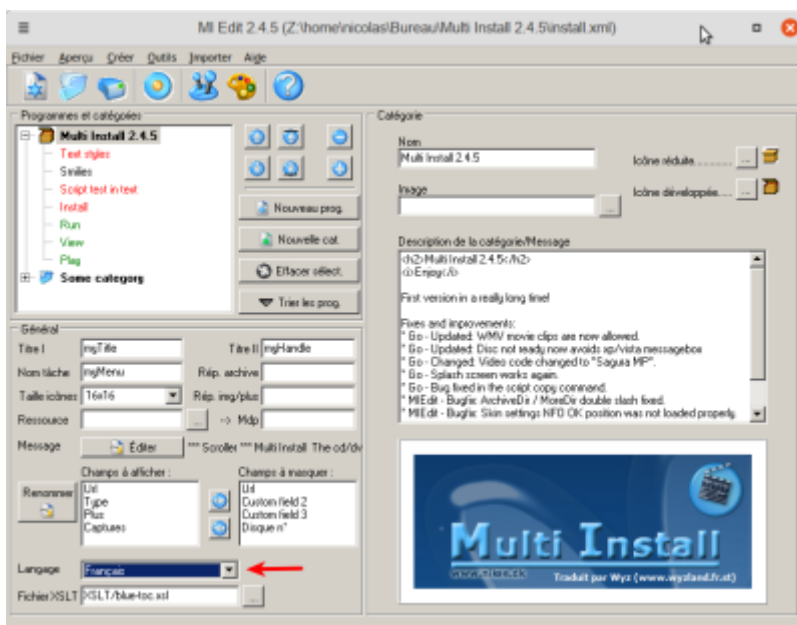 MI Edit 2.4.5 (Z:\home\nicolas\Bureau\Multi Install 2.4.5\install.xml)
Fichier Aperçu Créer Outils Importer Aide
Programmes et catégories
Multi Install 2.4.5
Text styles
Smilies
Script test in text
Install
Run
View
Play
Some category
Nouveau prog.
Nouvelle cat.
Effacer sélect.
Trier les prog.
Général
Titre I myTitle Titre II myHandle
Nom tâche myMenu Rép. archive
Taille icônes 16x16 Rép. img/plus
Ressource ... -> Mdp
Message Éditer *** Scroller *** Multi Install The cd/dv
Champs à afficher : Champs à masquer :
Renommer
Url
Type
Plus
Captures
Url
Custom field 2
Custom field 3
Disque n°
Langage Français
Fichier XSLT XSLT/blue-toc.xsl ...
Catégorie
Nom
Multi Install 2.4.5
Icône réduite............ ...
Image
Icône développée..... ...
...
Description de la catégorie/Message
<h2>Multi Install 2.4.5</h2>
<i>Enjoy</i>
First version in a really long time!
Fixes and improvements:
* Go - Updated: WMV movie clips are now allowed.
* Go - Updated: Disc not ready now avoids xp/vista messagebox
* Go - Changed: Video code changed to "Sagura MP".
* Go - Splash screen works again.
* Go - Bug fixed in the script copy command.
* MIEdit - Bugfix: ArchiveDir / MoreDir double slash fixed.
* MIEdit - Bugfix: Skin settings NFO OK position was not loaded properly.
Multi Install
Traduit par Wyz (www.wyzland.fr.st)